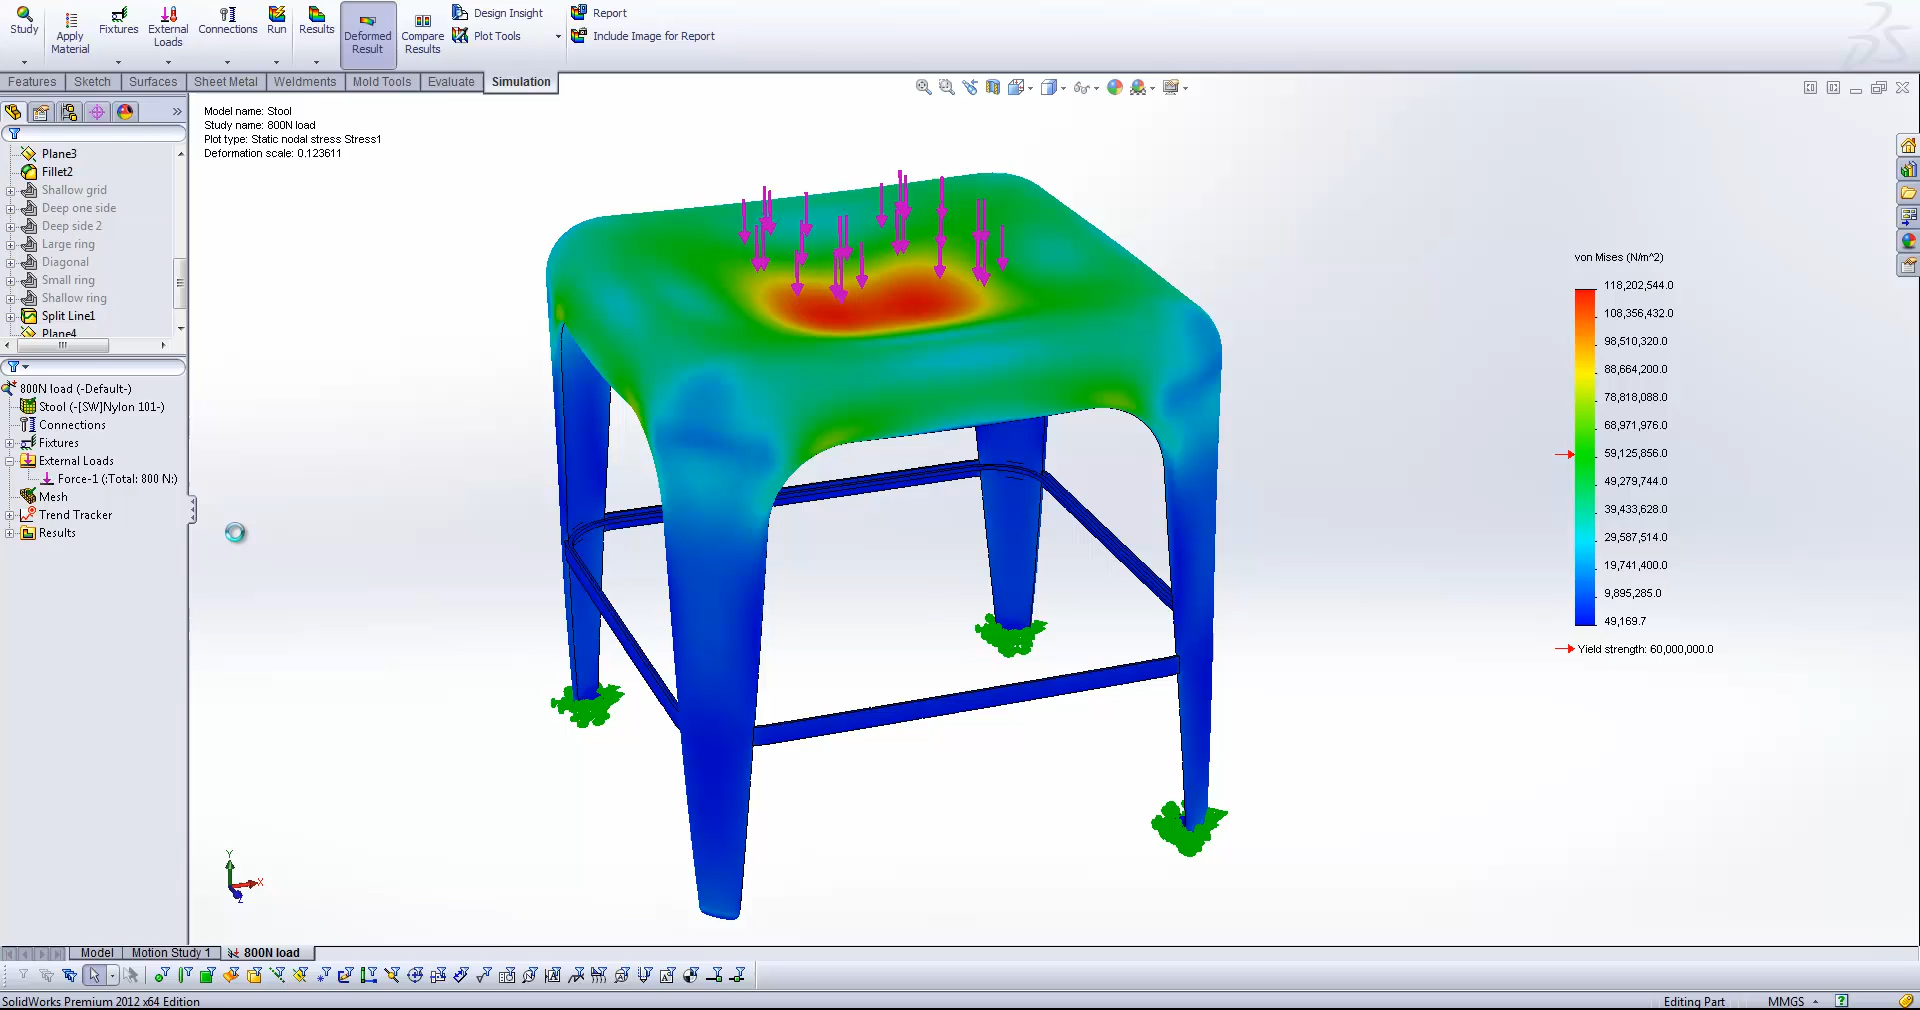 Design Insight
Report
Study
Apply
Material
Fixtures
External
Loads
Connections
Run
Results
Deformed
Result
Compare
Results
Plot Tools
Include Image for Report
Features
Sketch
Surfaces
Sheet Metal
Weldments
Mold Tools
Evaluate
Simulation
Model name: Stool
Study name: 800N load
Plot type: Static nodal stress Stress1
Deformation scale: 0.123611
Plane3
Fillet2
Shallow grid
Deep one side
Deep side 2
Large ring
Diagonal
Small ring
Shallow ring
Split Line1
Plane4
800N load (-Default-)
Stool (-[SW]Nylon 101-)
Connections
Fixtures
External Loads
Force-1 (:Total: 800 N:)
Mesh
Trend Tracker
Results
von Mises (N/m^2)
118,202,544.0
108,356,432.0
98,510,320.0
88,664,200.0
78,818,088.0
68,971,976.0
59,125,856.0
49,279,744.0
39,433,628.0
29,587,514.0
19,741,400.0
9,895,285.0
49,169.7
Yield strength: 60,000,000.0
Y
X
Z
Model
Motion Study 1
800N load
SolidWorks Premium 2012 x64 Edition
Editing Part
MMGS